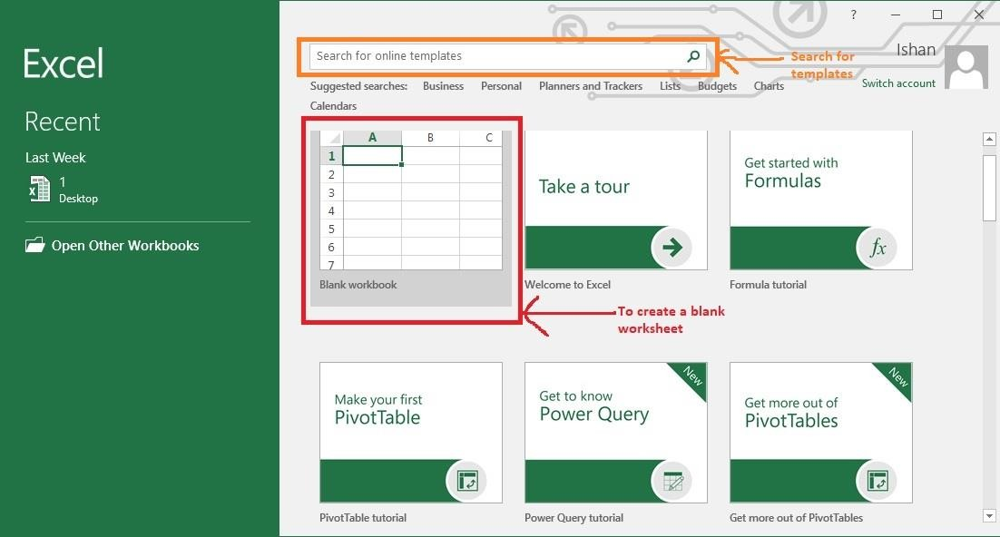 Excel
Recent
Last Week
1
Desktop
Open Other Workbooks
?
Ishan
Switch account
Search for online templates
Search for
templates
Suggested searches: Business Personal Planners and Trackers Lists Budgets Charts
Calendars
A B C
1
2
3
4
5
6
7
Blank workbook
Take a tour
Welcome to Excel
Get started with
Formulas
fx
Formula tutorial
To create a blank
worksheet
Make your first
PivotTable
PivotTable tutorial
New
Get to know
Power Query
Power Query tutorial
New
Get more out of
PivotTables
Get more out of PivotTables